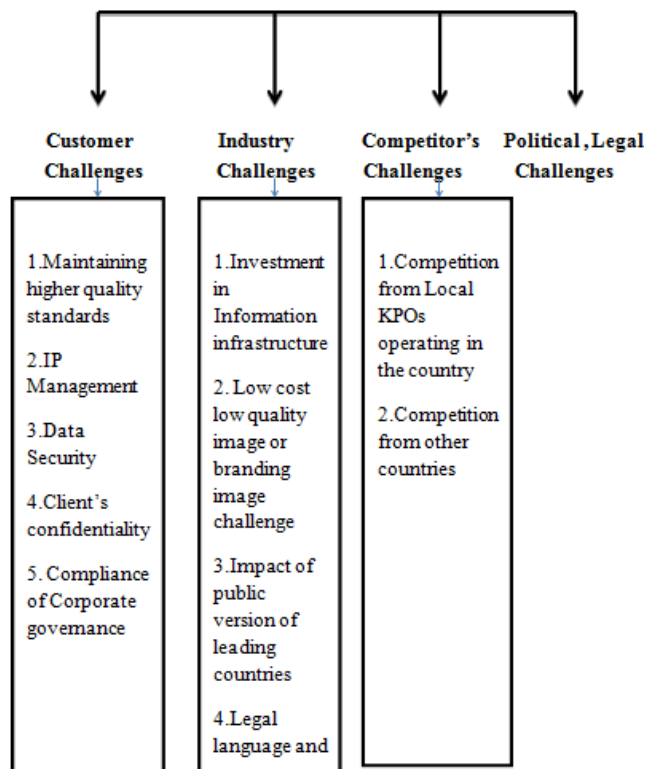 Customer
Challenges
Industry
Challenges
Competitor’s
Challenges
Political , Legal
Challenges
1.Maintaining
higher quality
standards
2.IP
Management
3.Data
Security
4.Client’s
confidentiality
5. Compliance
of Corporate
governance
1.Investment
in
Information
infrastructure
2. Low cost
low quality
image or
branding
image
challenge
3.Impact of
public
version of
leading
countries
4.Legal
language and
1.Competition
from Local
KPOs
operating in
the country
2.Competition
from other
countries